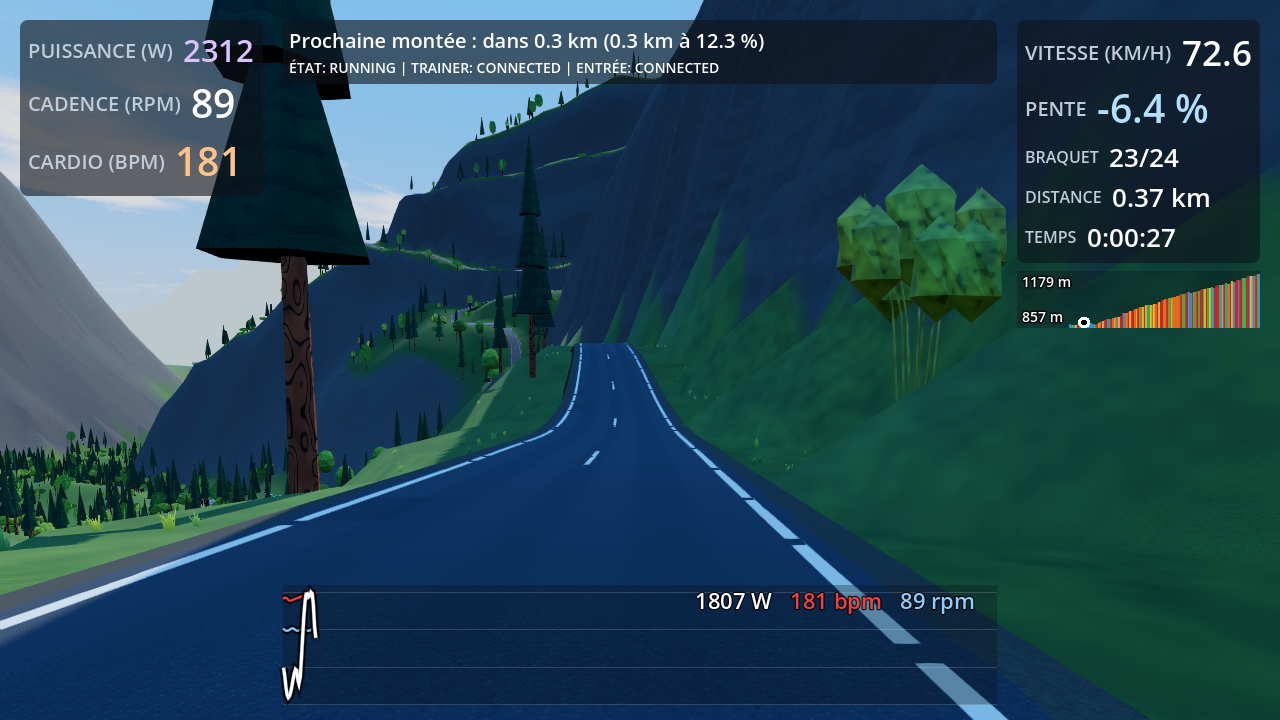 PUISSANCE (W) 2312
CADENCE (RPM) 89
CARDIO (BPM) 181
Prochaine montée : dans 0.3 km (0.3 km à 12.3 %)
ÉTAT: RUNNING | TRAINER: CONNECTED | ENTRÉE: CONNECTED
VITESSE (KM/H) 72.6
PENTE -6.4 %
BRAQUET 23/24
DISTANCE 0.37 km
TEMPS 0:00:27
1179 m
857 m
1807 W 181 bpm 89 rpm